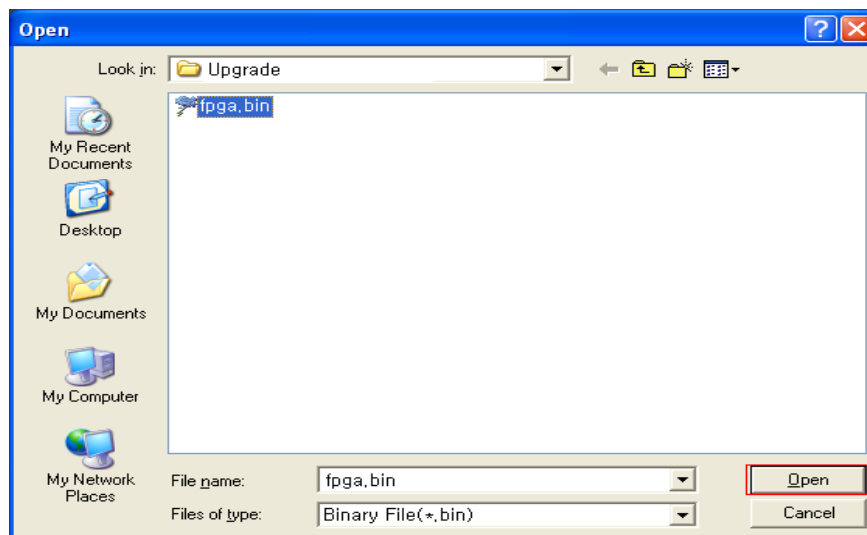 Open
Look in:
Upgrade
fpga.bin
My Recent
Documents
Desktop
My Documents
My Computer
My Network
Places
File name:
fpga.bin
Open
Files of type:
Binary File(*.bin)
Cancel